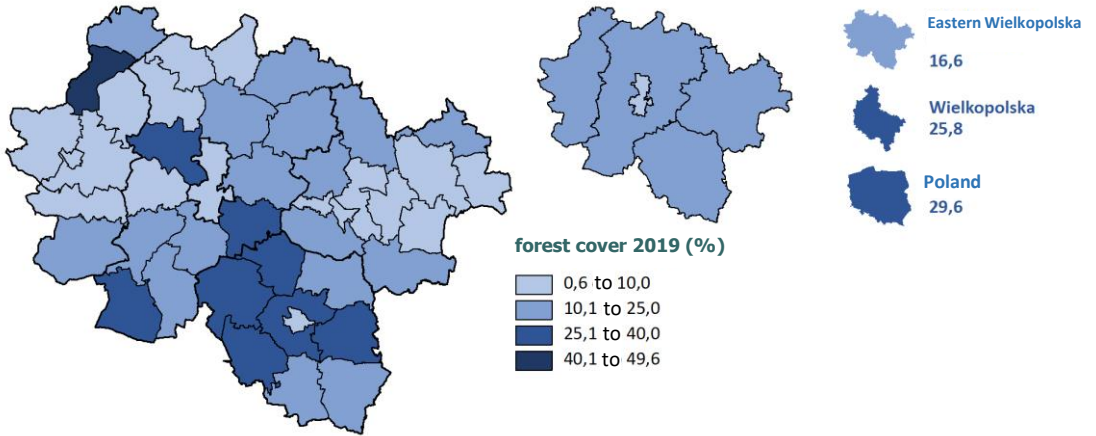 Eastern Wielkopolska
16,6
Wielkopolska
25,8
Poland
29,6
forest cover 2019 (%)
0,6 to 10,0
10,1 to 25,0
25,1 to 40,0
40,1 to 49,6